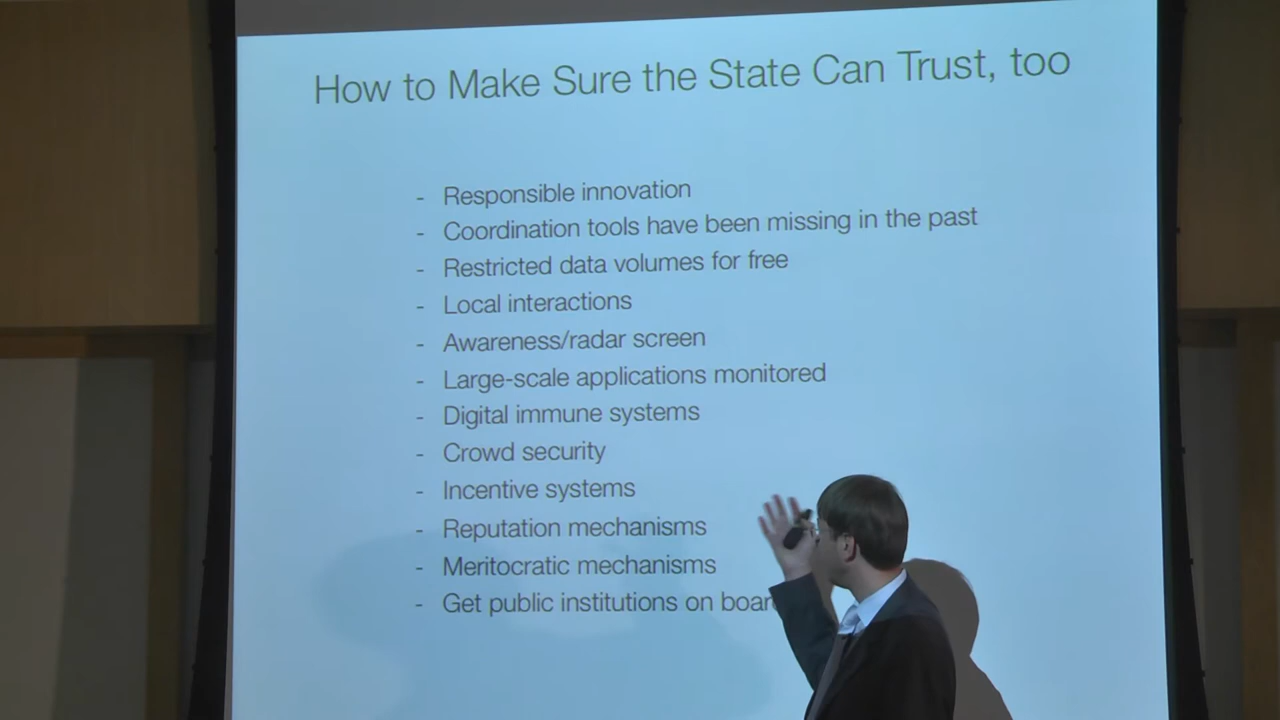 How to Make Sure the State Can Trust, too
- Responsible innovation
- Coordination tools have been missing in the past
- Restricted data volumes for free
- Local interactions
- Awareness/radar screen
- Large-scale applications monitored
- Digital immune systems
- Crowd security
- Incentive systems
- Reputation mechanisms
- Meritocratic mechanisms
- Get public institutions on board